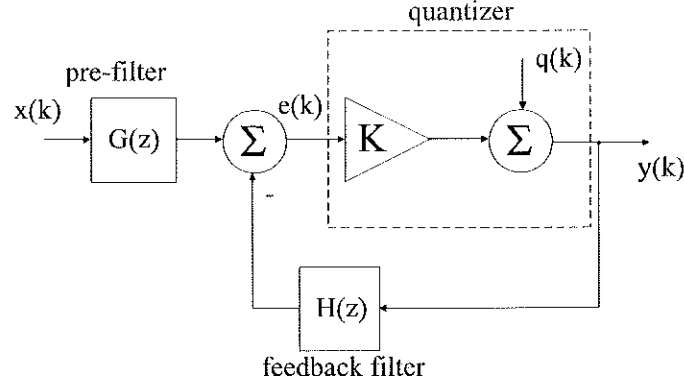 quantizer
pre-filter
q(k)
x(k)
e(k)
G(z)
Σ
K
Σ
y(k)
-
H(z)
feedback filter